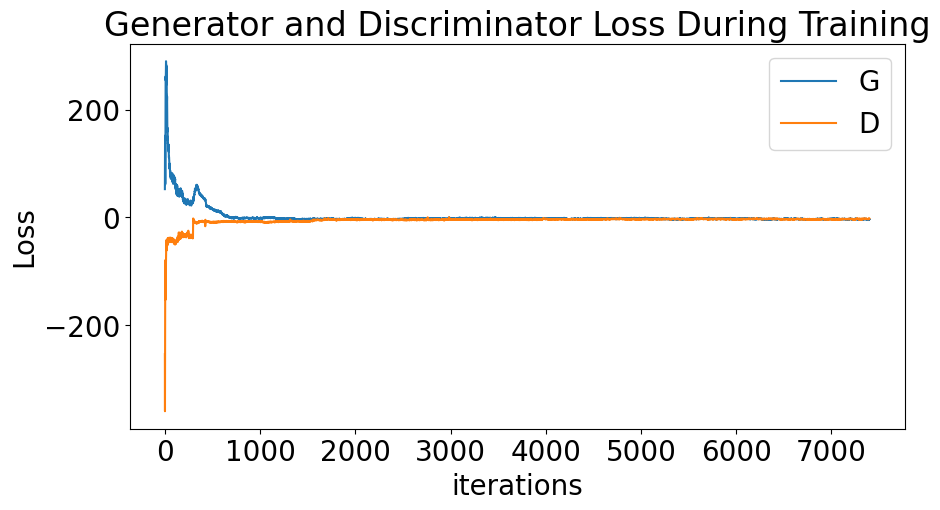 Generator and Discriminator Loss During Training
G
D
200
0
−200
Loss
0 1000 2000 3000 4000 5000 6000 7000
iterations